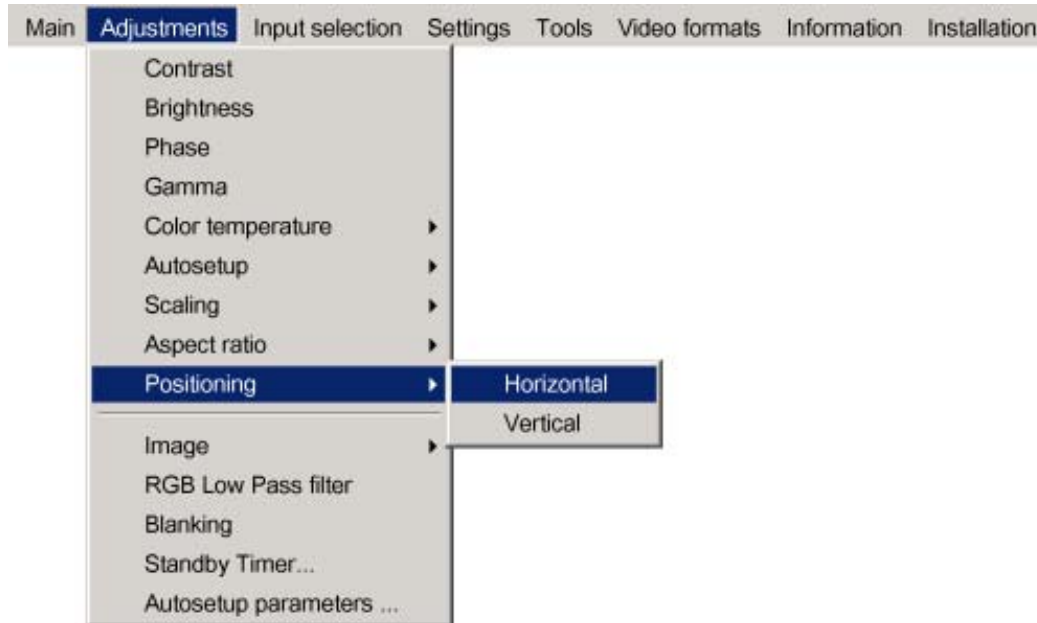 Main Adjustments Input selection Settings Tools Video formats Information Installation
Contrast
Brightness
Phase
Gamma
Color temperature
Autosetup
Scaling
Aspect ratio
Positioning Horizontal
Vertical
Image
RGB Low Pass filter
Blanking
Standby Timer...
Autosetup parameters ...